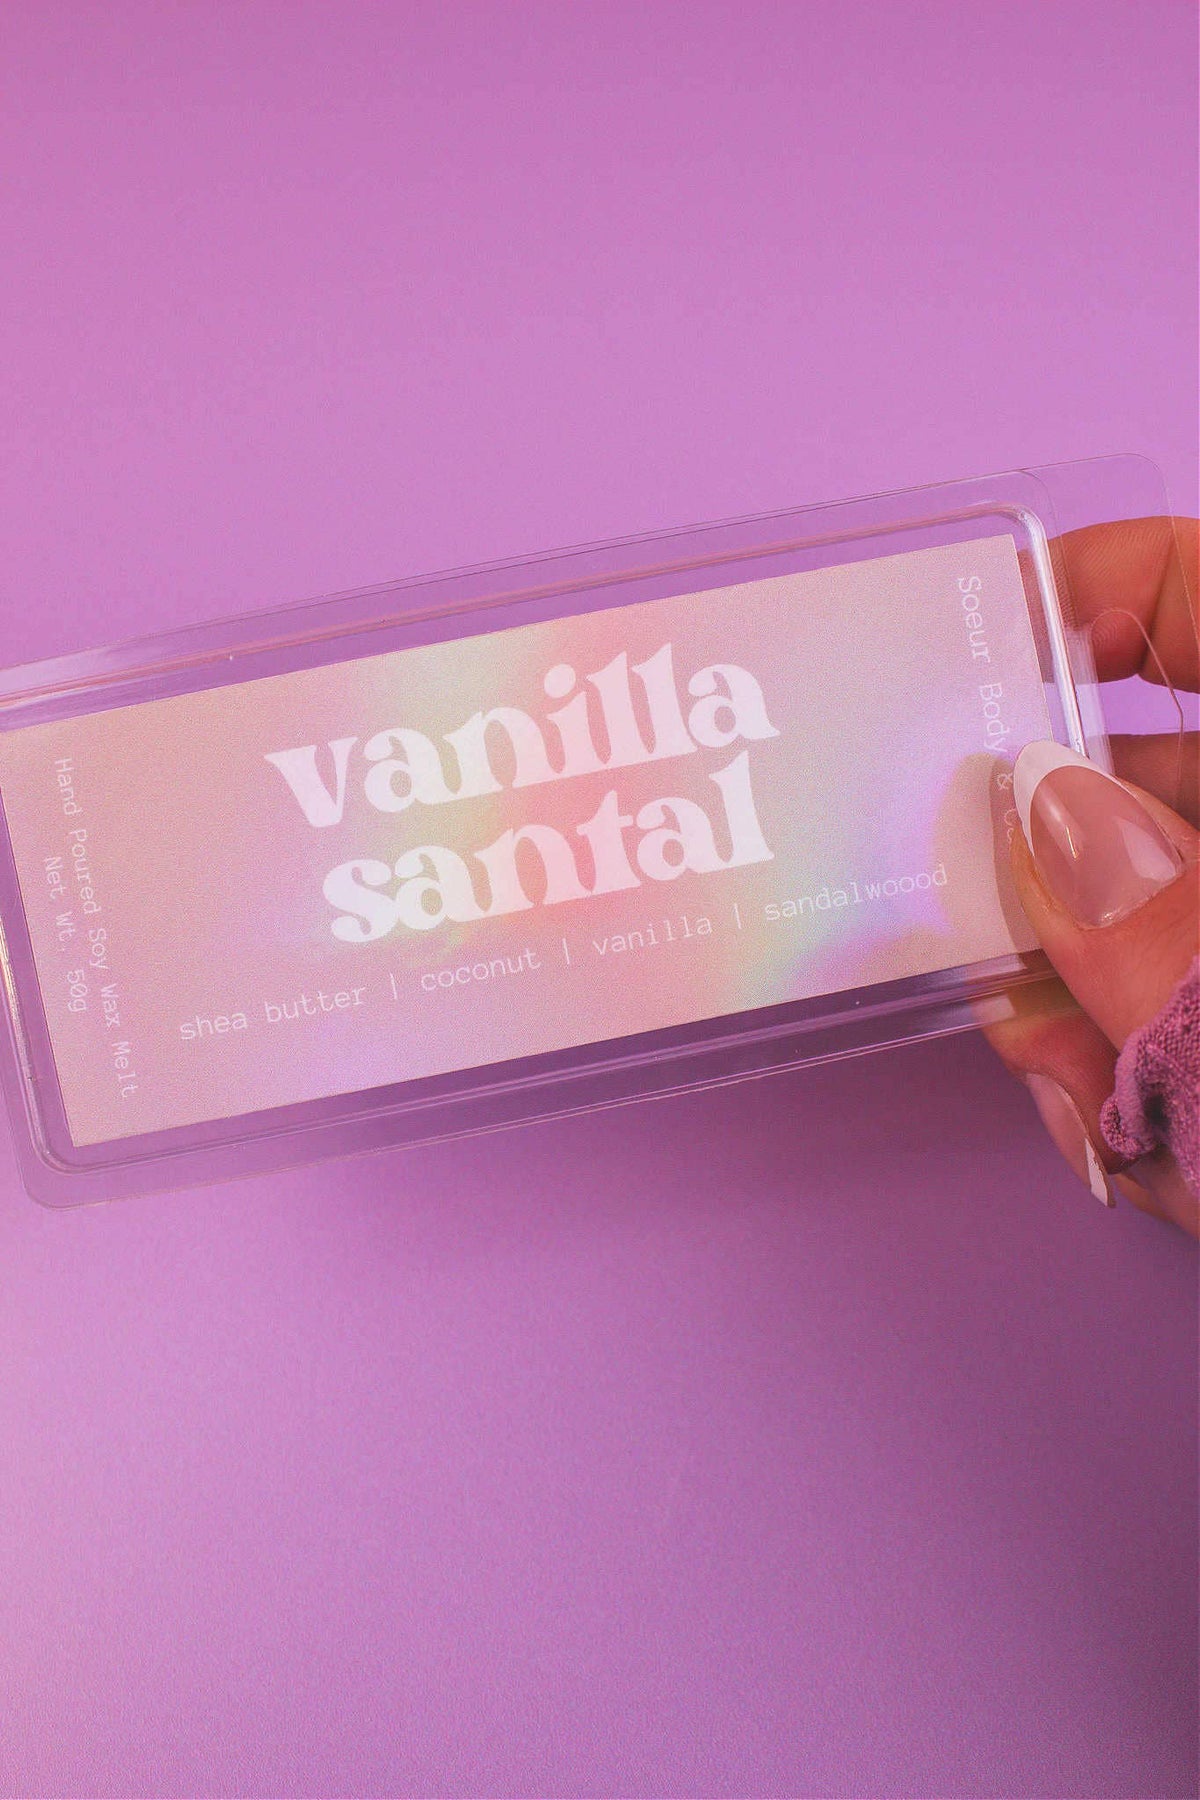 vanilla
santal
shea butter | coconut | vanilla | sandalwoood
Hand Poured Soy Wax Melt
Net Wt. 50g
Soeur Body &